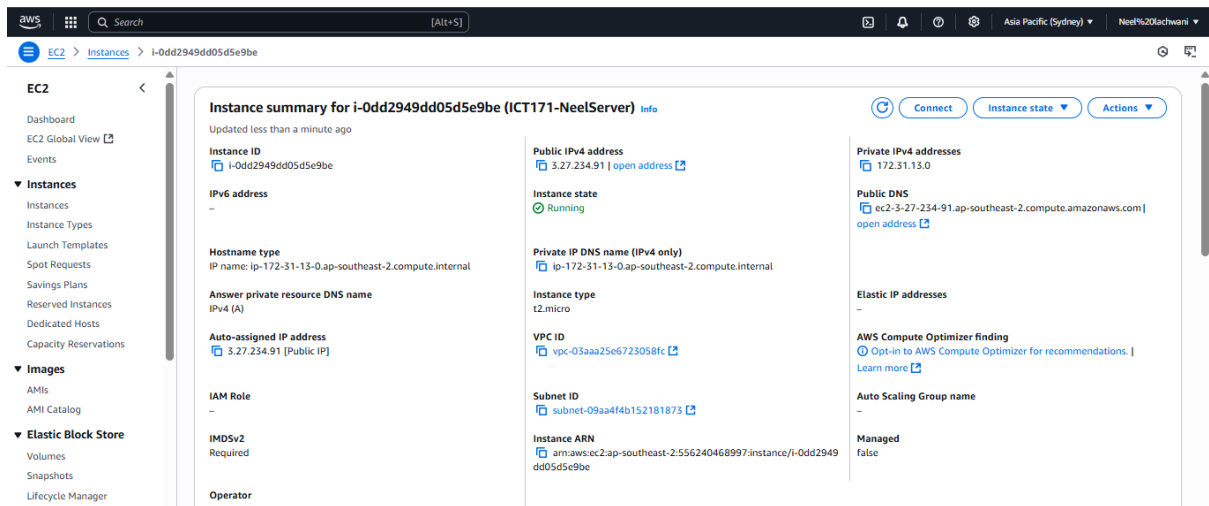 aws
Search
[Alt+S]
Asia Pacific (Sydney)
Neel%20lachwani
EC2 > Instances > i-0dd2949dd05d5e9be
EC2
Dashboard
EC2 Global View
Events
Instances
Instances
Instance Types
Launch Templates
Spot Requests
Savings Plans
Reserved Instances
Dedicated Hosts
Capacity Reservations
Images
AMIs
AMI Catalog
Elastic Block Store
Volumes
Snapshots
Lifecycle Manager
Instance summary for i-0dd2949dd05d5e9be (ICT171-NeelServer) Info
Connect
Instance state
Actions
Updated less than a minute ago
Instance ID
i-0dd2949dd05d5e9be
Public IPv4 address
3.27.234.91 | open address
Private IPv4 addresses
172.31.13.0
IPv6 address
–
Instance state
Running
Public DNS
ec2-3-27-234-91.ap-southeast-2.compute.amazonaws.com |
open address
Hostname type
IP name: ip-172-31-13-0.ap-southeast-2.compute.internal
Private IP DNS name (IPv4 only)
ip-172-31-13-0.ap-southeast-2.compute.internal
Answer private resource DNS name
IPv4 (A)
Instance type
t2.micro
Elastic IP addresses
–
Auto-assigned IP address
3.27.234.91 [Public IP]
VPC ID
vpc-03aaa25e6723058fc
AWS Compute Optimizer finding
Opt-in to AWS Compute Optimizer for recommendations. |
Learn more
IAM Role
–
Subnet ID
subnet-09aa4f4b152181873
Auto Scaling Group name
–
IMDSv2
Required
Instance ARN
arn:aws:ec2:ap-southeast-2:556240468997:instance/i-0dd2949
dd05d5e9be
Managed
false
Operator